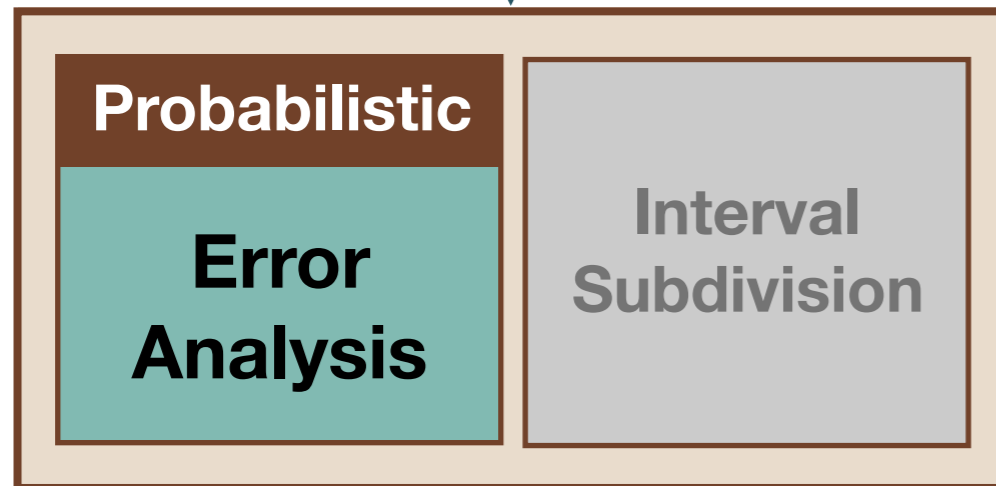 Probabilistic
Error
Analysis
Interval
Subdivision